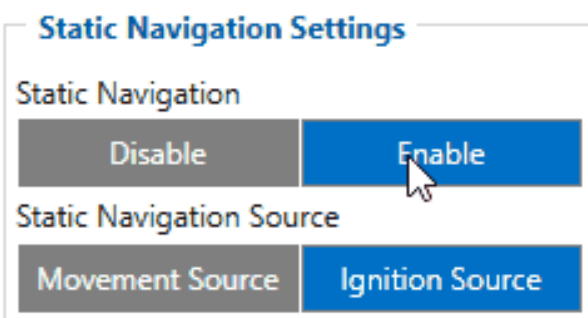 Static Navigation Settings
Static Navigation
Disable Enable
Static Navigation Source
Movement Source Ignition Source